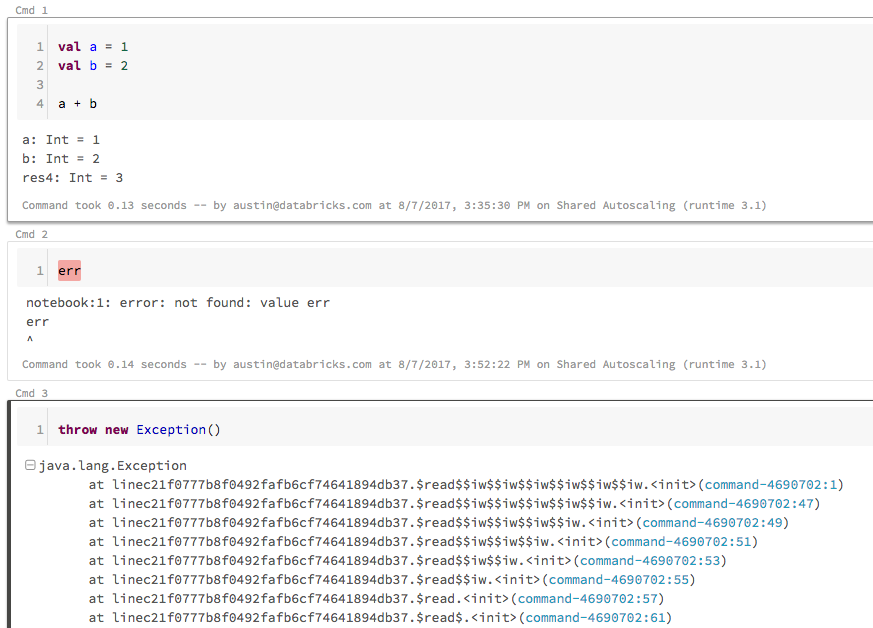 Cmd 1
1 val a = 1
2 val b = 2
3
4 a + b
a: Int = 1
b: Int = 2
res4: Int = 3
Command took 0.13 seconds -- by austin@databricks.com at 8/7/2017, 3:35:30 PM on Shared Autoscaling (runtime 3.1)
Cmd 2
1 err
notebook:1: error: not found: value err
err
^
Command took 0.14 seconds -- by austin@databricks.com at 8/7/2017, 3:52:22 PM on Shared Autoscaling (runtime 3.1)
Cmd 3
1 throw new Exception()
java.lang.Exception
at linec21f0777b8f0492fafb6cf74641894db37.$read$$iw$$iw$$iw$$iw$$iw$$iw.<init>(command-4690702:1)
at linec21f0777b8f0492fafb6cf74641894db37.$read$$iw$$iw$$iw$$iw$$iw.<init>(command-4690702:47)
at linec21f0777b8f0492fafb6cf74641894db37.$read$$iw$$iw$$iw$$iw.<init>(command-4690702:49)
at linec21f0777b8f0492fafb6cf74641894db37.$read$$iw$$iw$$iw.<init>(command-4690702:51)
at linec21f0777b8f0492fafb6cf74641894db37.$read$$iw$$iw.<init>(command-4690702:53)
at linec21f0777b8f0492fafb6cf74641894db37.$read$$iw.<init>(command-4690702:55)
at linec21f0777b8f0492fafb6cf74641894db37.$read.<init>(command-4690702:57)
at linec21f0777b8f0492fafb6cf74641894db37.$read$.<init>(command-4690702:61)